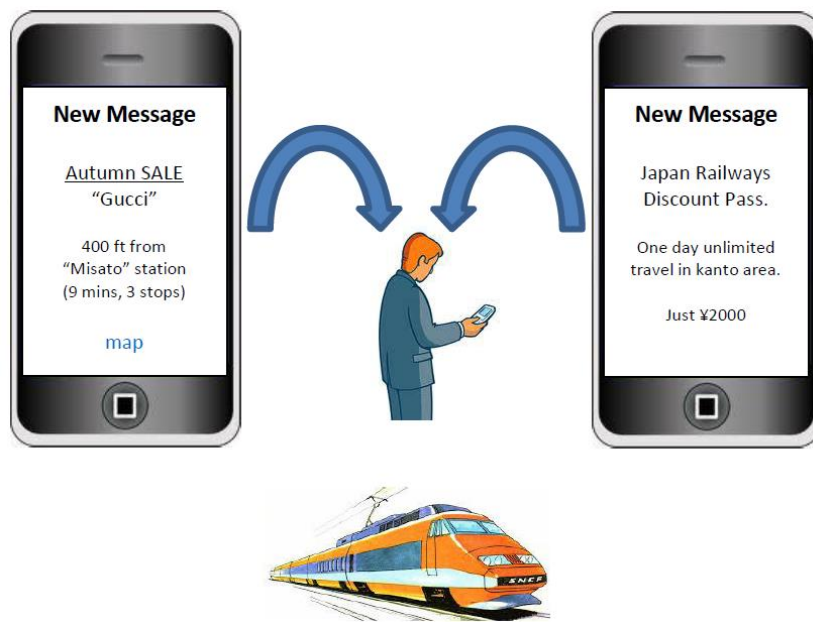 New Message
Autumn SALE
“Gucci”
400 ft from
“Misato” station
(9 mins, 3 stops)
map
New Message
Japan Railways
Discount Pass.
One day unlimited
travel in kanto area.
Just ¥2000
SNCF